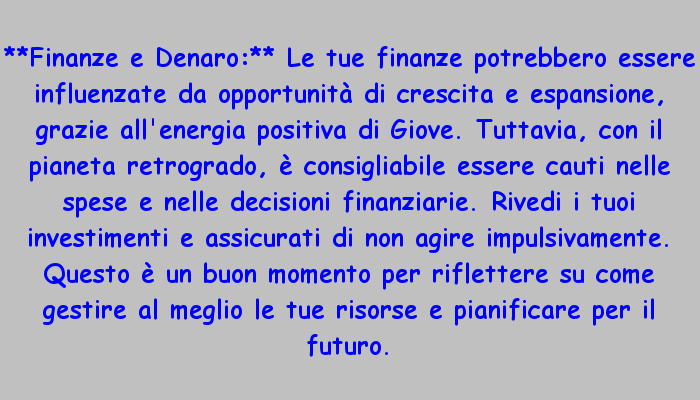 **Finanze e Denaro:** Le tue finanze potrebbero essere
influenzate da opportunità di crescita e espansione,
grazie all'energia positiva di Giove. Tuttavia, con il
pianeta retrogrado, è consigliabile essere cauti nelle
spese e nelle decisioni finanziarie. Rivedi i tuoi
investimenti e assicurati di non agire impulsivamente.
Questo è un buon momento per riflettere su come
gestire al meglio le tue risorse e pianificare per il
futuro.